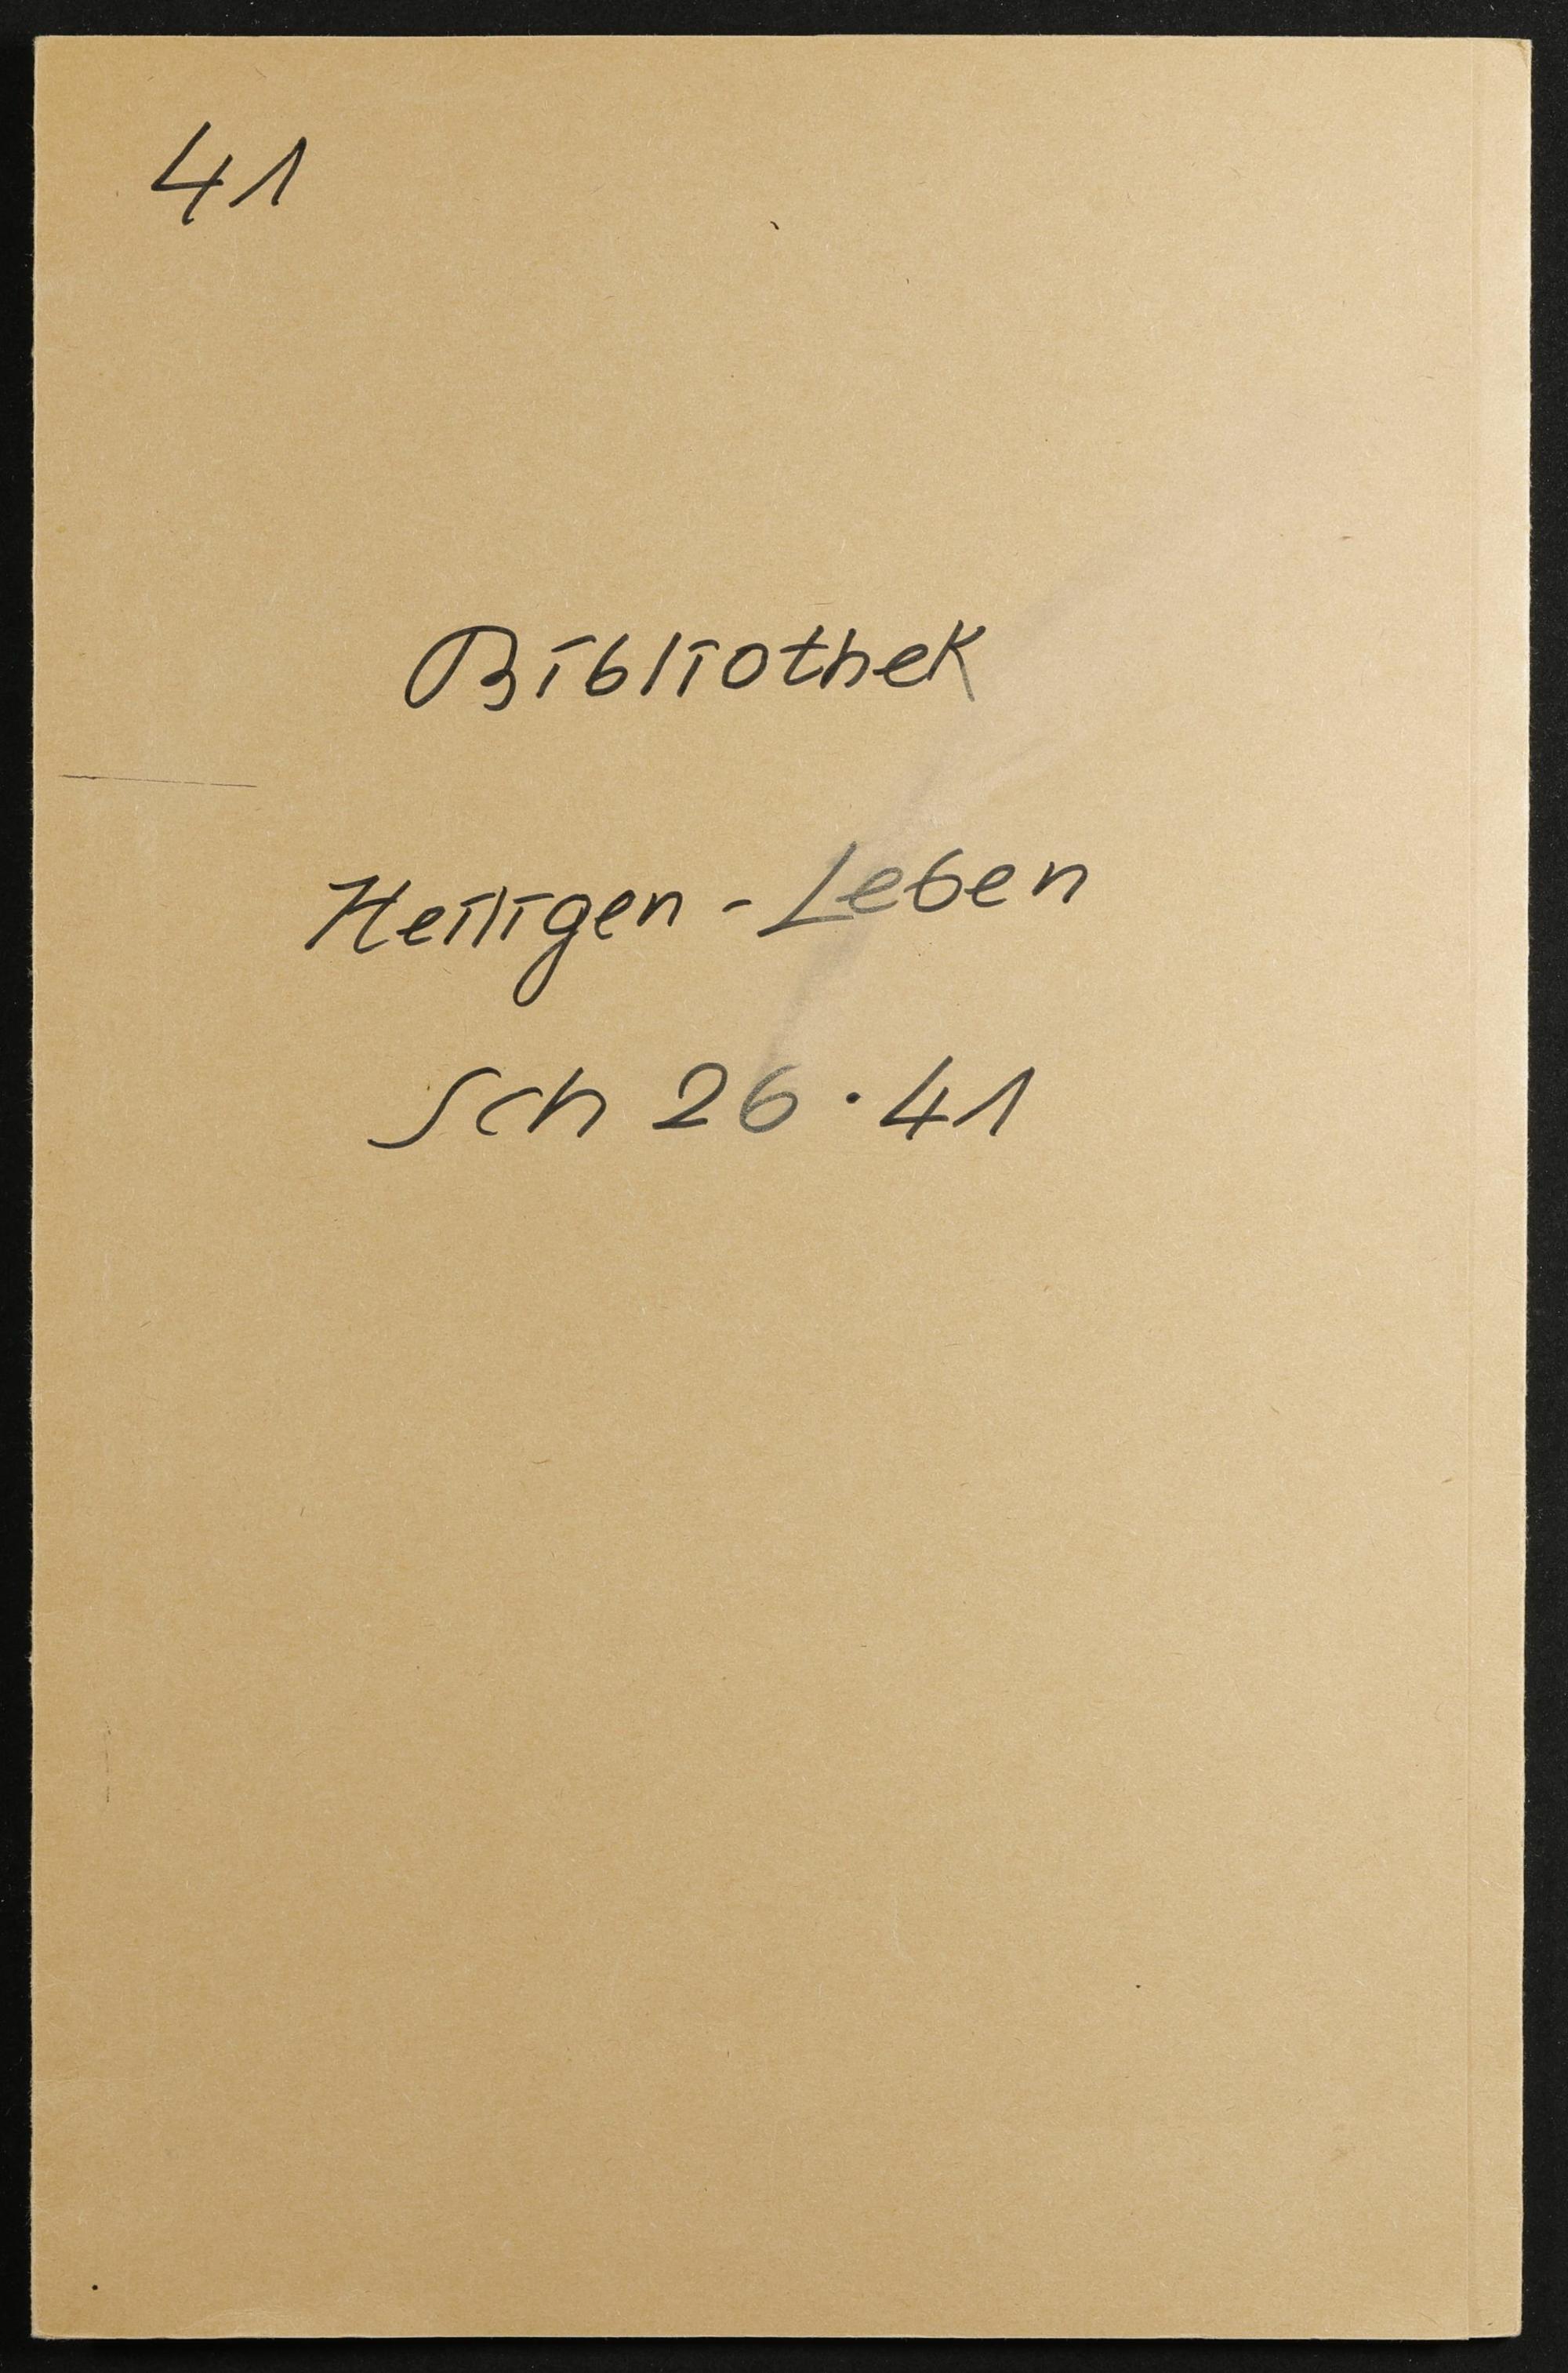 41
Bibliothek
Heiligen - Leben
Sch 26 · 41